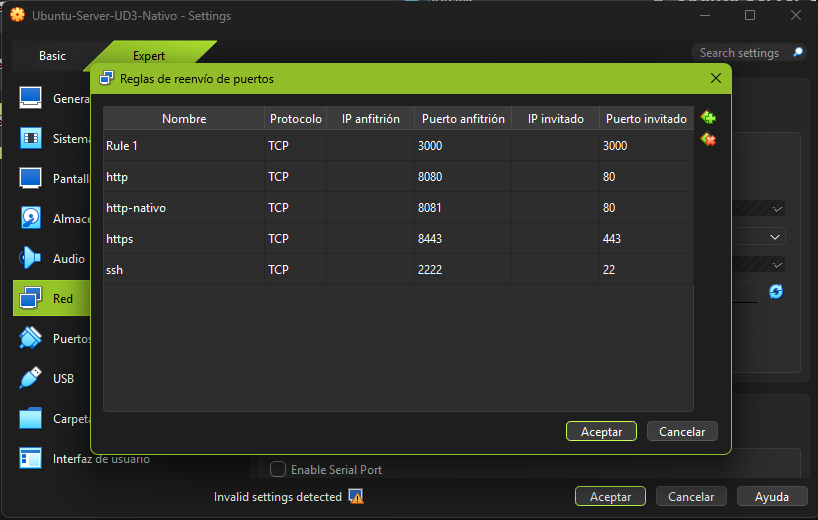 Ubuntu-Server-UD3-Nativo - Settings
Basic
Expert
Search settings
Reglas de reenvío de puertos
Nombre Protocolo IP anfitrión Puerto anfitrión IP invitado Puerto invitado
Rule 1 TCP 3000 3000
http TCP 8080 80
http-nativo TCP 8081 80
https TCP 8443 443
ssh TCP 2222 22
Aceptar
Cancelar
Genera
Sistema
Pantall
Almace
Audio
Red
Puertos
USB
Carpeta
Interfaz de usuario
Enable Serial Port
Invalid settings detected
Aceptar
Cancelar
Ayuda